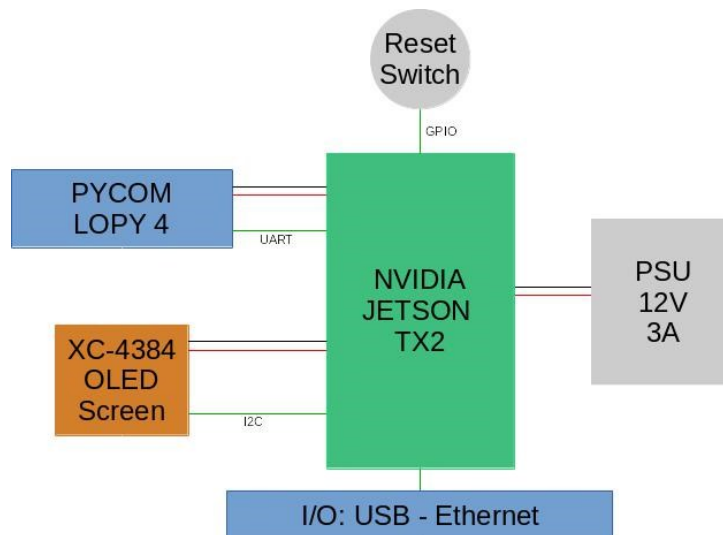 Reset
Switch
GPIO
PYCOM
LOPY 4
UART
NVIDIA
JETSON
TX2
PSU
12V
3A
XC-4384
OLED
Screen
I2C
I/O: USB - Ethernet